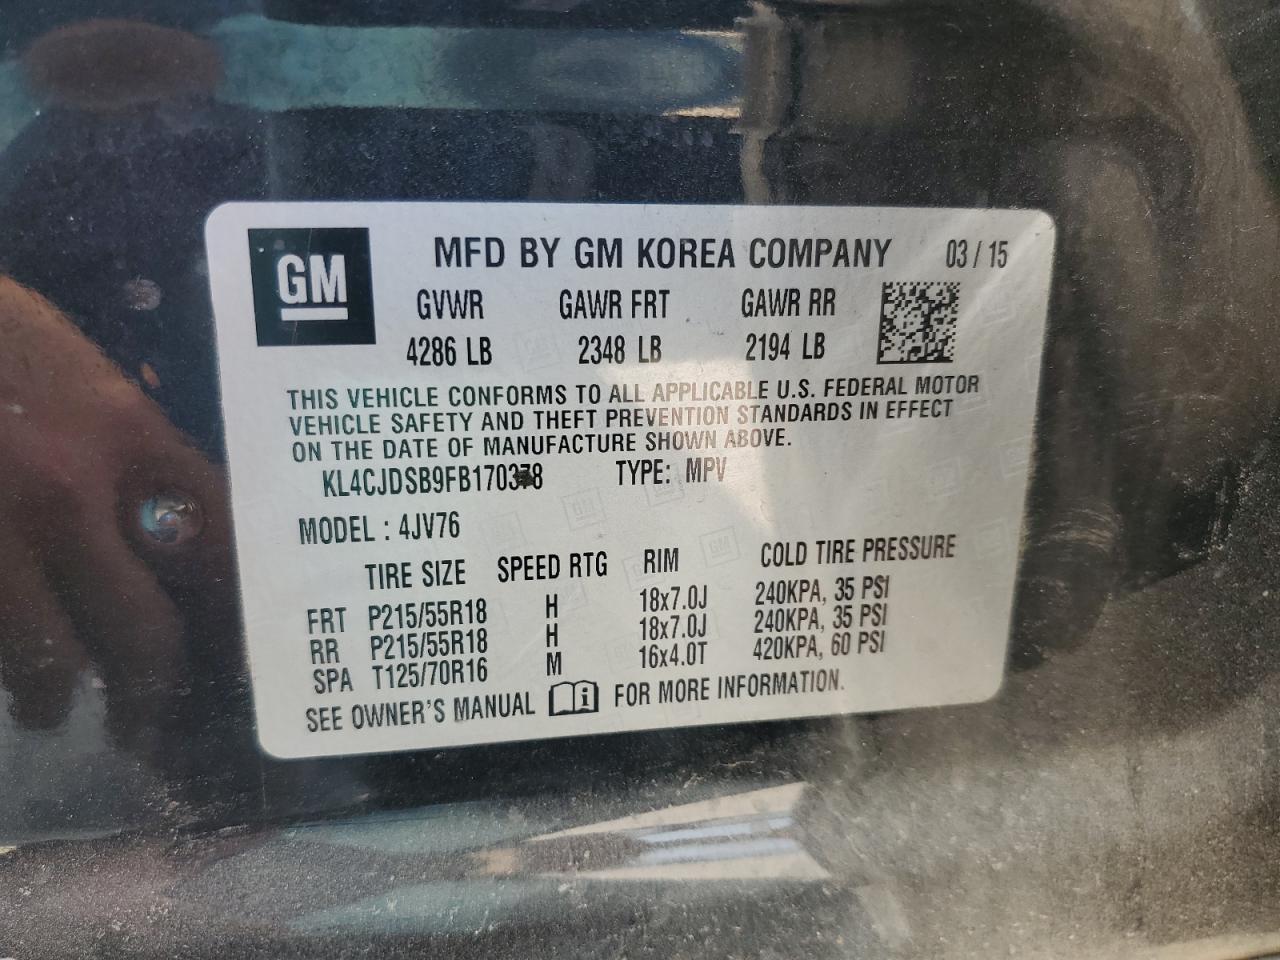 GM
MFD BY GM KOREA COMPANY 03 / 15
GVWR GAWR FRT GAWR RR
4286 LB 2348 LB 2194 LB
THIS VEHICLE CONFORMS TO ALL APPLICABLE U.S. FEDERAL MOTOR
VEHICLE SAFETY AND THEFT PREVENTION STANDARDS IN EFFECT
ON THE DATE OF MANUFACTURE SHOWN ABOVE.
TYPE: MPV
MODEL : 4JV76
TIRE SIZE SPEED RTG RIM COLD TIRE PRESSURE
FRT P215/55R18 H 18x7.0J 240KPA, 35 PSI
RR P215/55R18 H 18x7.0J 240KPA, 35 PSI
SPA T125/70R16 M 16x4.0T 420KPA, 60 PSI
SEE OWNER'S MANUAL FOR MORE INFORMATION.